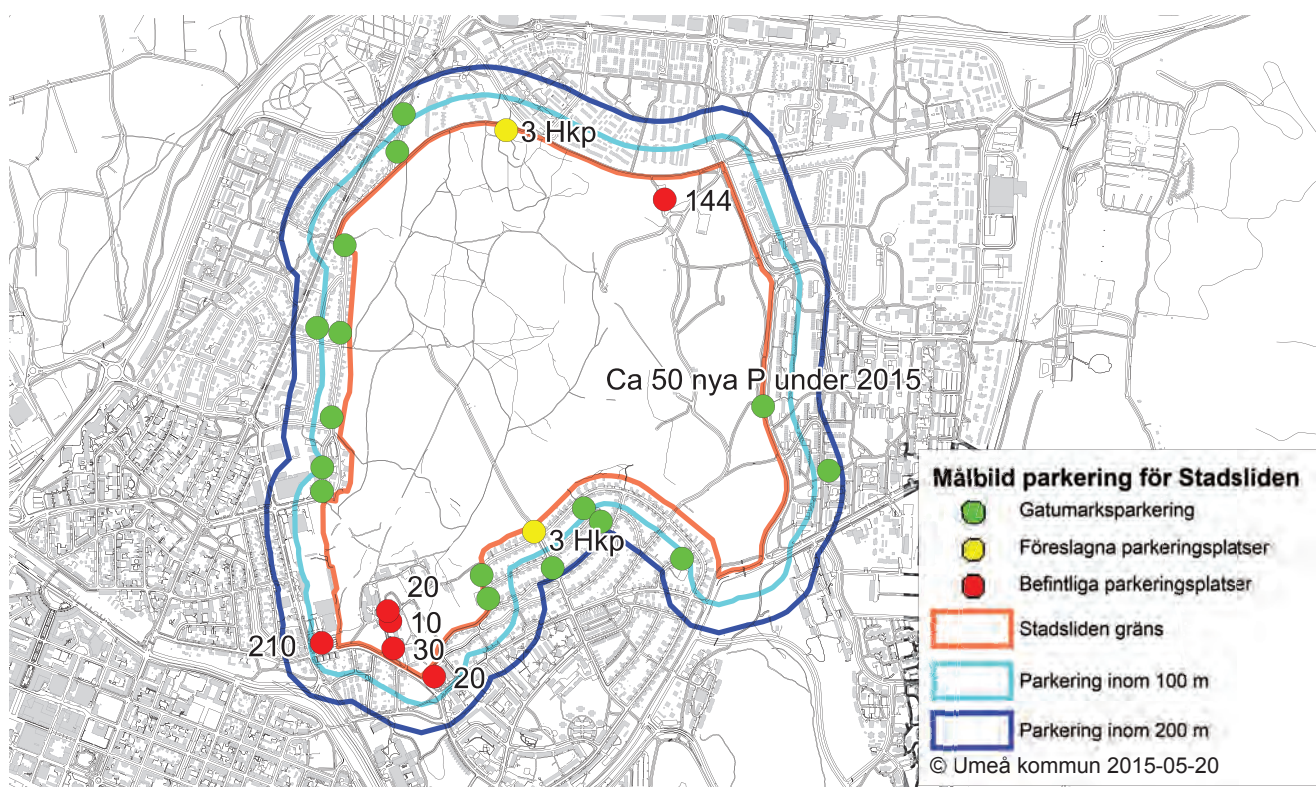 3 Hkp
144
Ca 50 nya P under 2015
3 Hkp
20
10
210
30
20
Målbild parkering för Stadsliden
Gatumarksparkering
Föreslagna parkeringsplatser
Befintliga parkeringsplatser
Stadsliden gräns
Parkering inom 100 m
Parkering inom 200 m
© Umeå kommun 2015-05-20